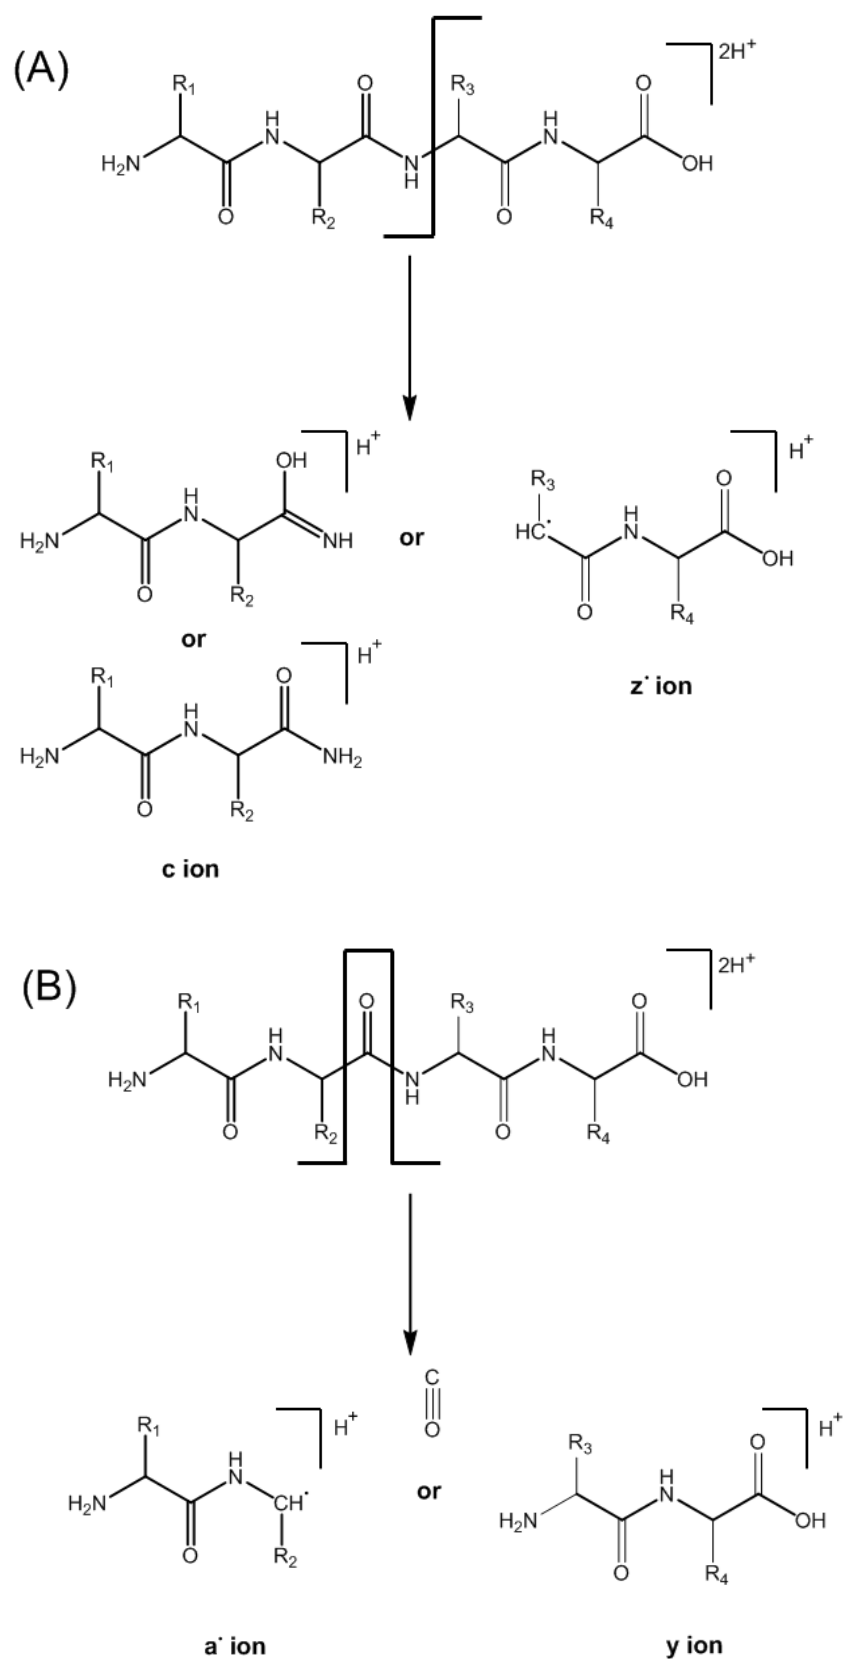 (A)
R1 O R3 O 2H+
H2N H N N H H N OH
O R2 O R4
R1 OH H+ R3 O H+
H2N H N NH or HC· H N OH
O R2 O R4
or
z· ion
R1 O H+
H2N H N NH2
O R2
c ion
(B)
R1 O R3 O 2H+
H2N H N N H H N OH
O R2 O R4
C
O
R1 H+ R3 O H+
H2N H N CH· or H2N H N OH
O R2 O R4
a· ion y ion